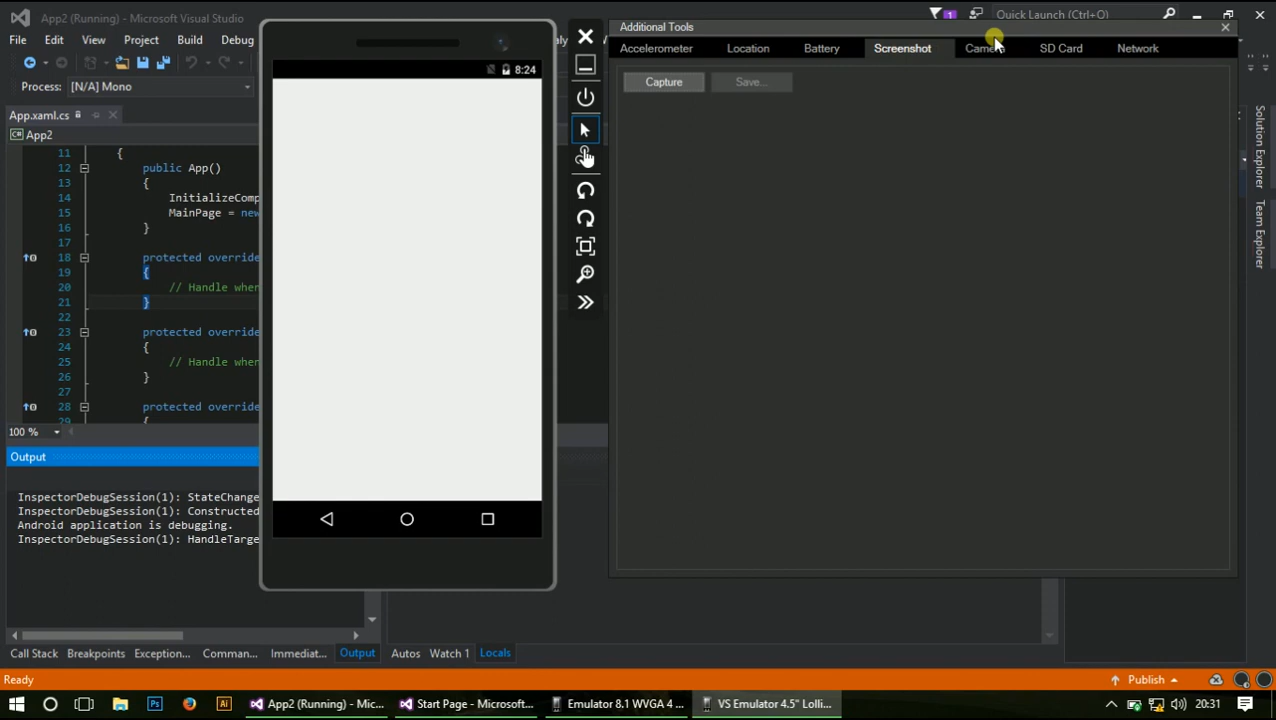 App2 (Running) - Microsoft Visual Studio
1
Quick Launch (Ctrl+Q)
File Edit View Project Build Debug
Process: [N/A] Mono
App.xaml.cs
App2
11 {
12 public App()
13 {
14 InitializeComp
15 MainPage = new
16 }
17
18 protected override
19 {
20 // Handle when
21 }
22
23 protected override
24 {
25 // Handle when
26 }
27
28 protected override
29 {
100 %
Output
InspectorDebugSession(1): StateChange
InspectorDebugSession(1): Constructed
Android application is debugging.
InspectorDebugSession(1): HandleTarge
8:24
Additional Tools
Accelerometer Location Battery Screenshot Camera SD Card Network
Capture Save...
Solution Explorer
Team Explorer
Call Stack Breakpoints Exception... Comman... Immediat... Output Autos Watch 1 Locals
Ready
Publish
Ps Ai App2 (Running) - Mic... Start Page - Microsoft... Emulator 8.1 WVGA 4 ... VS Emulator 4.5" Lolli...
20:31